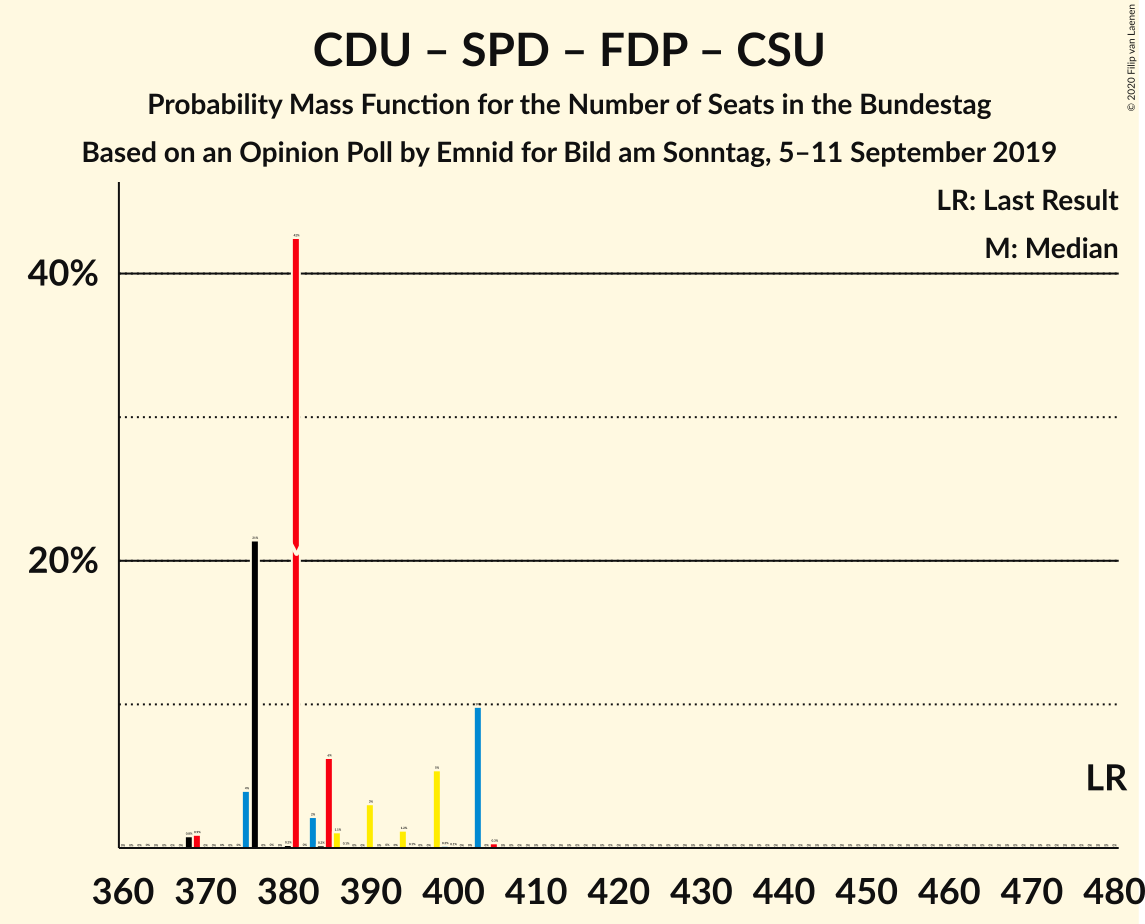 CDU – SPD – FDP – CSU
Probability Mass Function for the Number of Seats in the Bundestag
Based on an Opinion Poll by Emnid for Bild am Sonntag, 5–11 September 2019
© 2020 Filip van Laenen
LR: Last Result
M: Median
40%
20%
LR
360 370 380 390 400 410 420 430 440 450 460 470 480